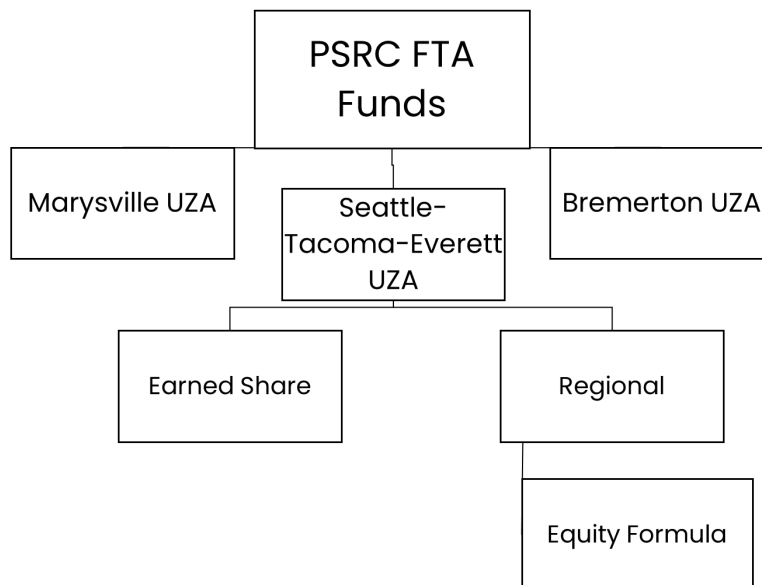 PSRC FTA
Funds
Marysville UZA
Seattle-
Tacoma-Everett
UZA
Bremerton UZA
Earned Share
Regional
Equity Formula